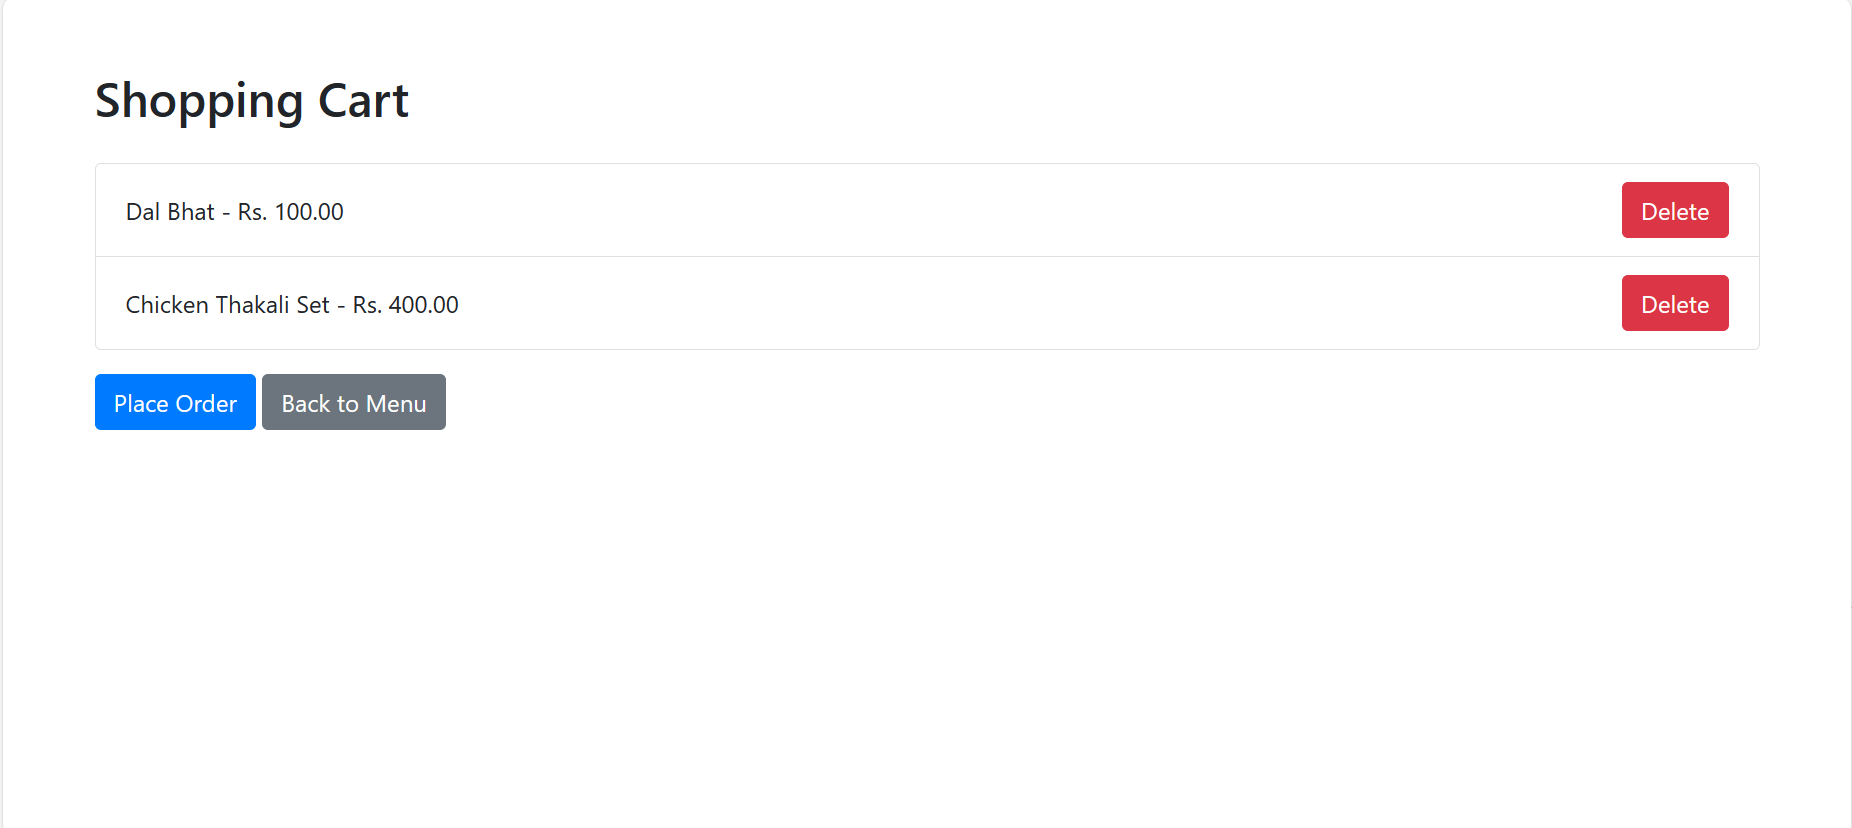 Shopping Cart
Dal Bhat - Rs. 100.00 Delete
Chicken Thakali Set - Rs. 400.00 Delete
Place Order Back to Menu